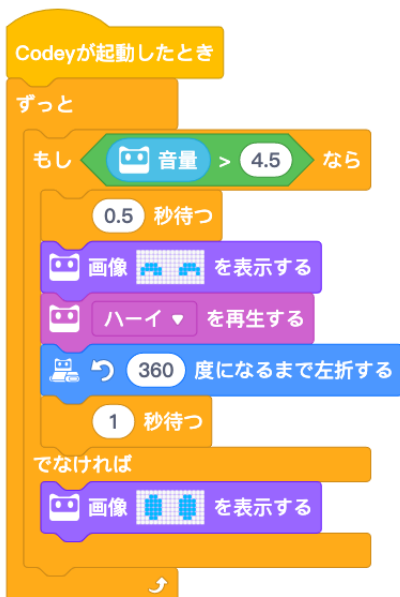 Codeyが起動したとき
ずっと
もし 音量 > 4.5 なら
0.5 秒待つ
画像 を表示する
ハーイ ▼ を再生する
360 度になるまで左折する
1 秒待つ
でなければ
画像 を表示する